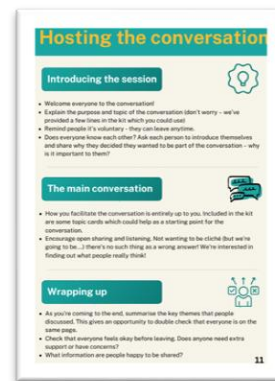 Hosting the conversation
Introducing the session
• Welcome everyone to the conversation!
• Explain the purpose and topic of the conversation (don't worry – we've
provided a few lines in the kit which you could use)
• Remind people it's voluntary – they can leave anytime.
• Does everyone know each other? Ask each person to introduce themselves
and share why they decided they wanted to be part of the conversation – why
is it important to them?
The main conversation
• How you facilitate the conversation is entirely up to you. Included in the kit
are some topic cards which could help as a starting point for the
conversation.
• Encourage open sharing and listening. Not wanting to be cliché (but we're
going to be...) there's no such thing as a wrong answer! We're interested in
finding out what people really think!
Wrapping up
• As you're coming to the end, summarise the key themes that people
discussed. This gives an opportunity to double check that everyone is on the
same page.
• Check that everyone feels okay before leaving. Does anyone need extra
support or have concerns?
• What information are people happy to be shared?
11